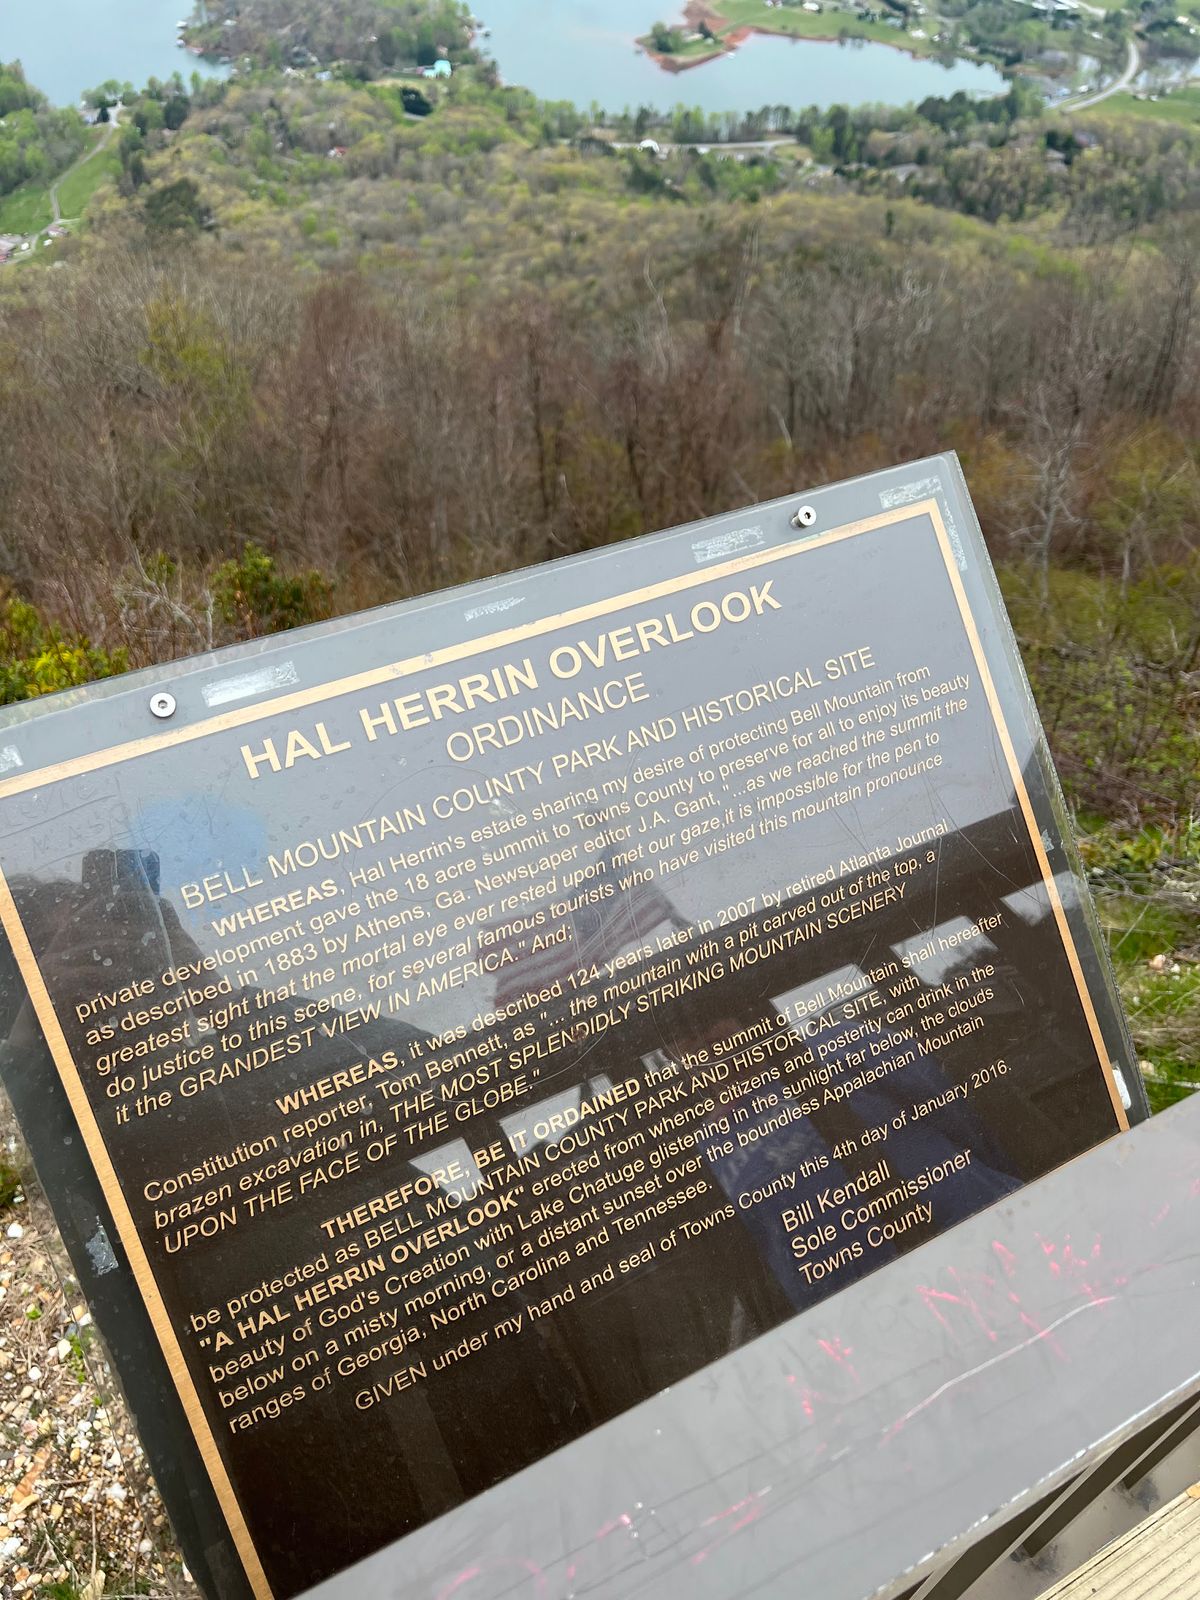 HAL HERRIN OVERLOOK
ORDINANCE
BELL MOUNTAIN COUNTY PARK AND HISTORICAL SITE
WHEREAS, Hal Herrin's estate sharing my desire of protecting Bell Mountain from
private development gave the 18 acre summit to Towns County to preserve for all to enjoy its beauty
as described in 1883 by Athens, Ga. Newspaper editor J.A. Gant, "...as we reached the summit the
greatest sight that the mortal eye ever rested upon met our gaze,it is impossible for the pen to
do justice to this scene, for several famous tourists who have visited this mountain pronounce
it the GRANDEST VIEW IN AMERICA." And;
WHEREAS, it was described 124 years later in 2007 by retired Atlanta Journal
Constitution reporter, Tom Bennett, as "... the mountain with a pit carved out of the top, a
brazen excavation in, THE MOST SPLENDIDLY STRIKING MOUNTAIN SCENERY
UPON THE FACE OF THE GLOBE."
THEREFORE, BE IT ORDAINED that the summit of Bell Mountain shall hereafter
be protected as BELL MOUNTAIN COUNTY PARK AND HISTORICAL SITE, with
"A HAL HERRIN OVERLOOK" erected from whence citizens and posterity can drink in the
beauty of God's Creation with Lake Chatuge glistening in the sunlight far below, the clouds
below on a misty morning, or a distant sunset over the boundless Appalachian Mountain
ranges of Georgia, North Carolina and Tennessee.
GIVEN under my hand and seal of Towns County this 4th day of January 2016.
Bill Kendall
Sole Commissioner
Towns County